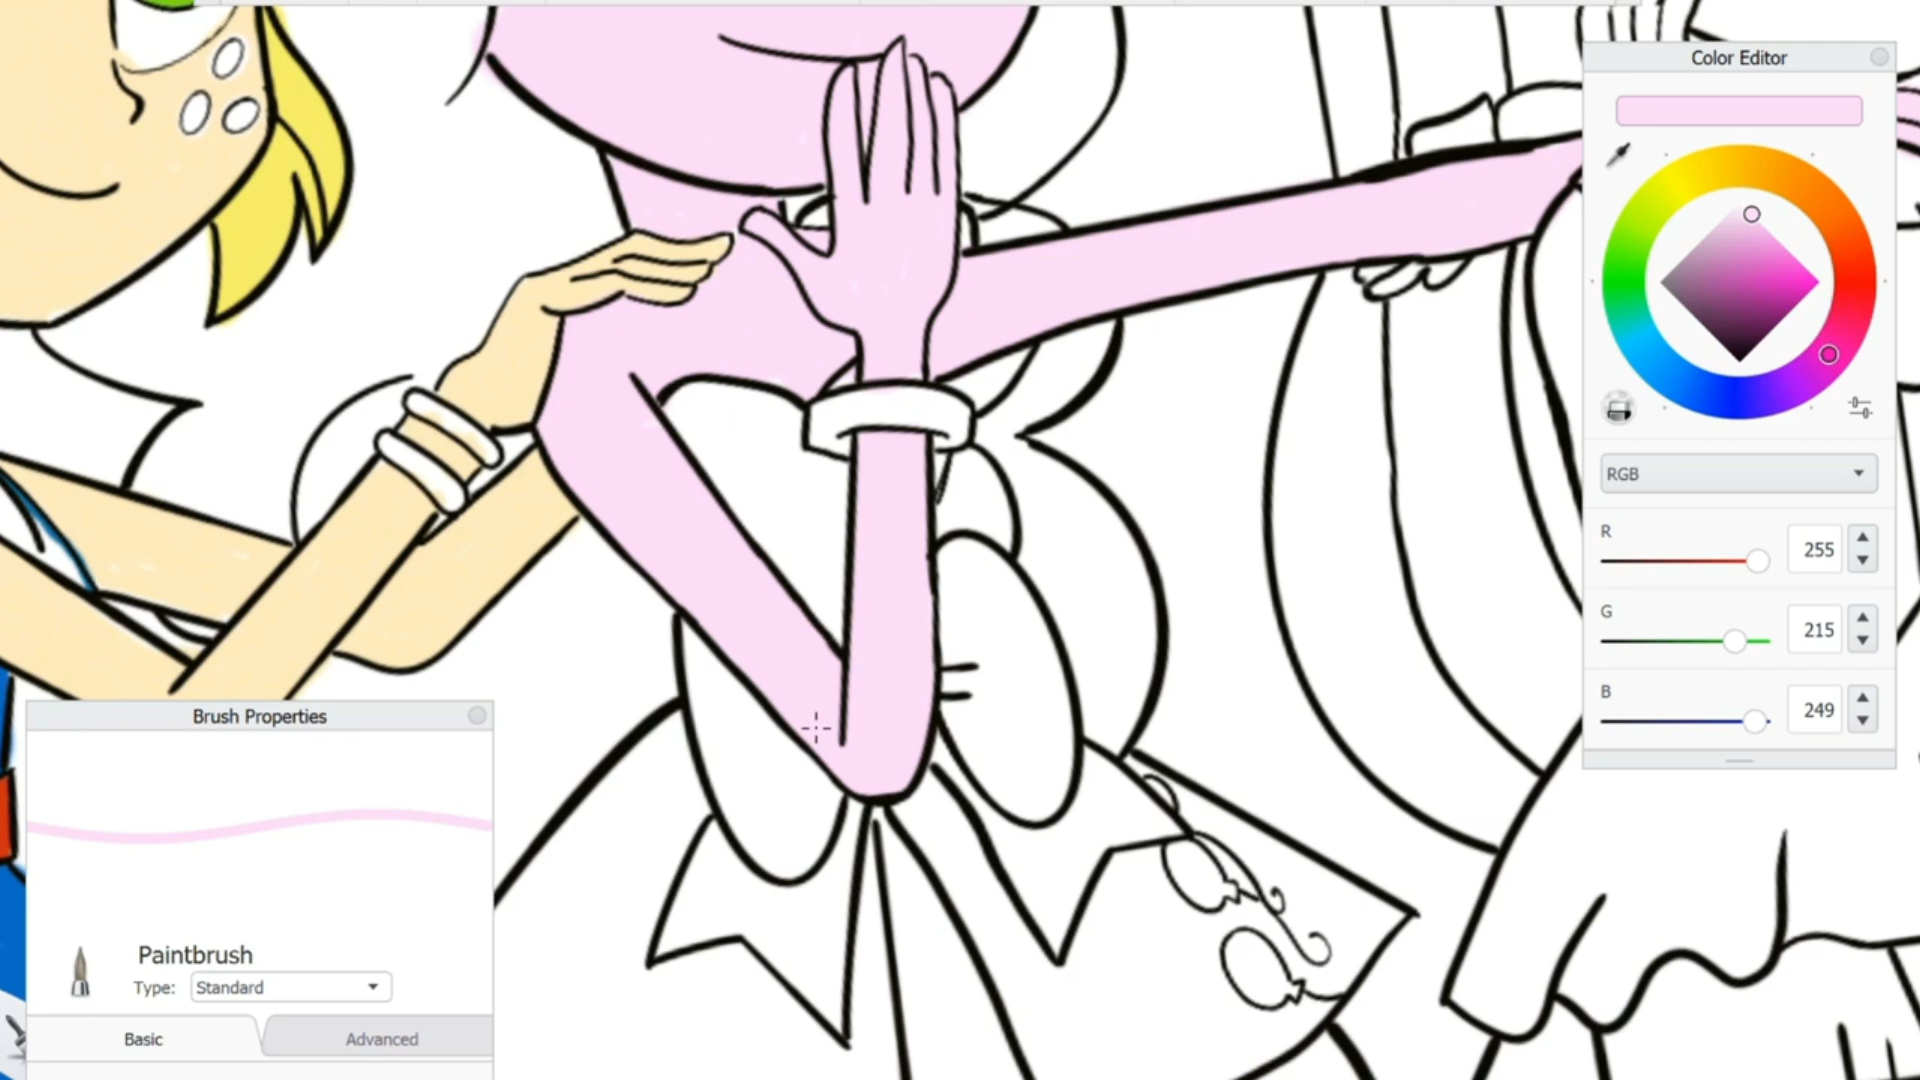 Color Editor
RGB
R
255
G
215
B
249
Brush Properties
Paintbrush
Type: Standard
Basic
Advanced